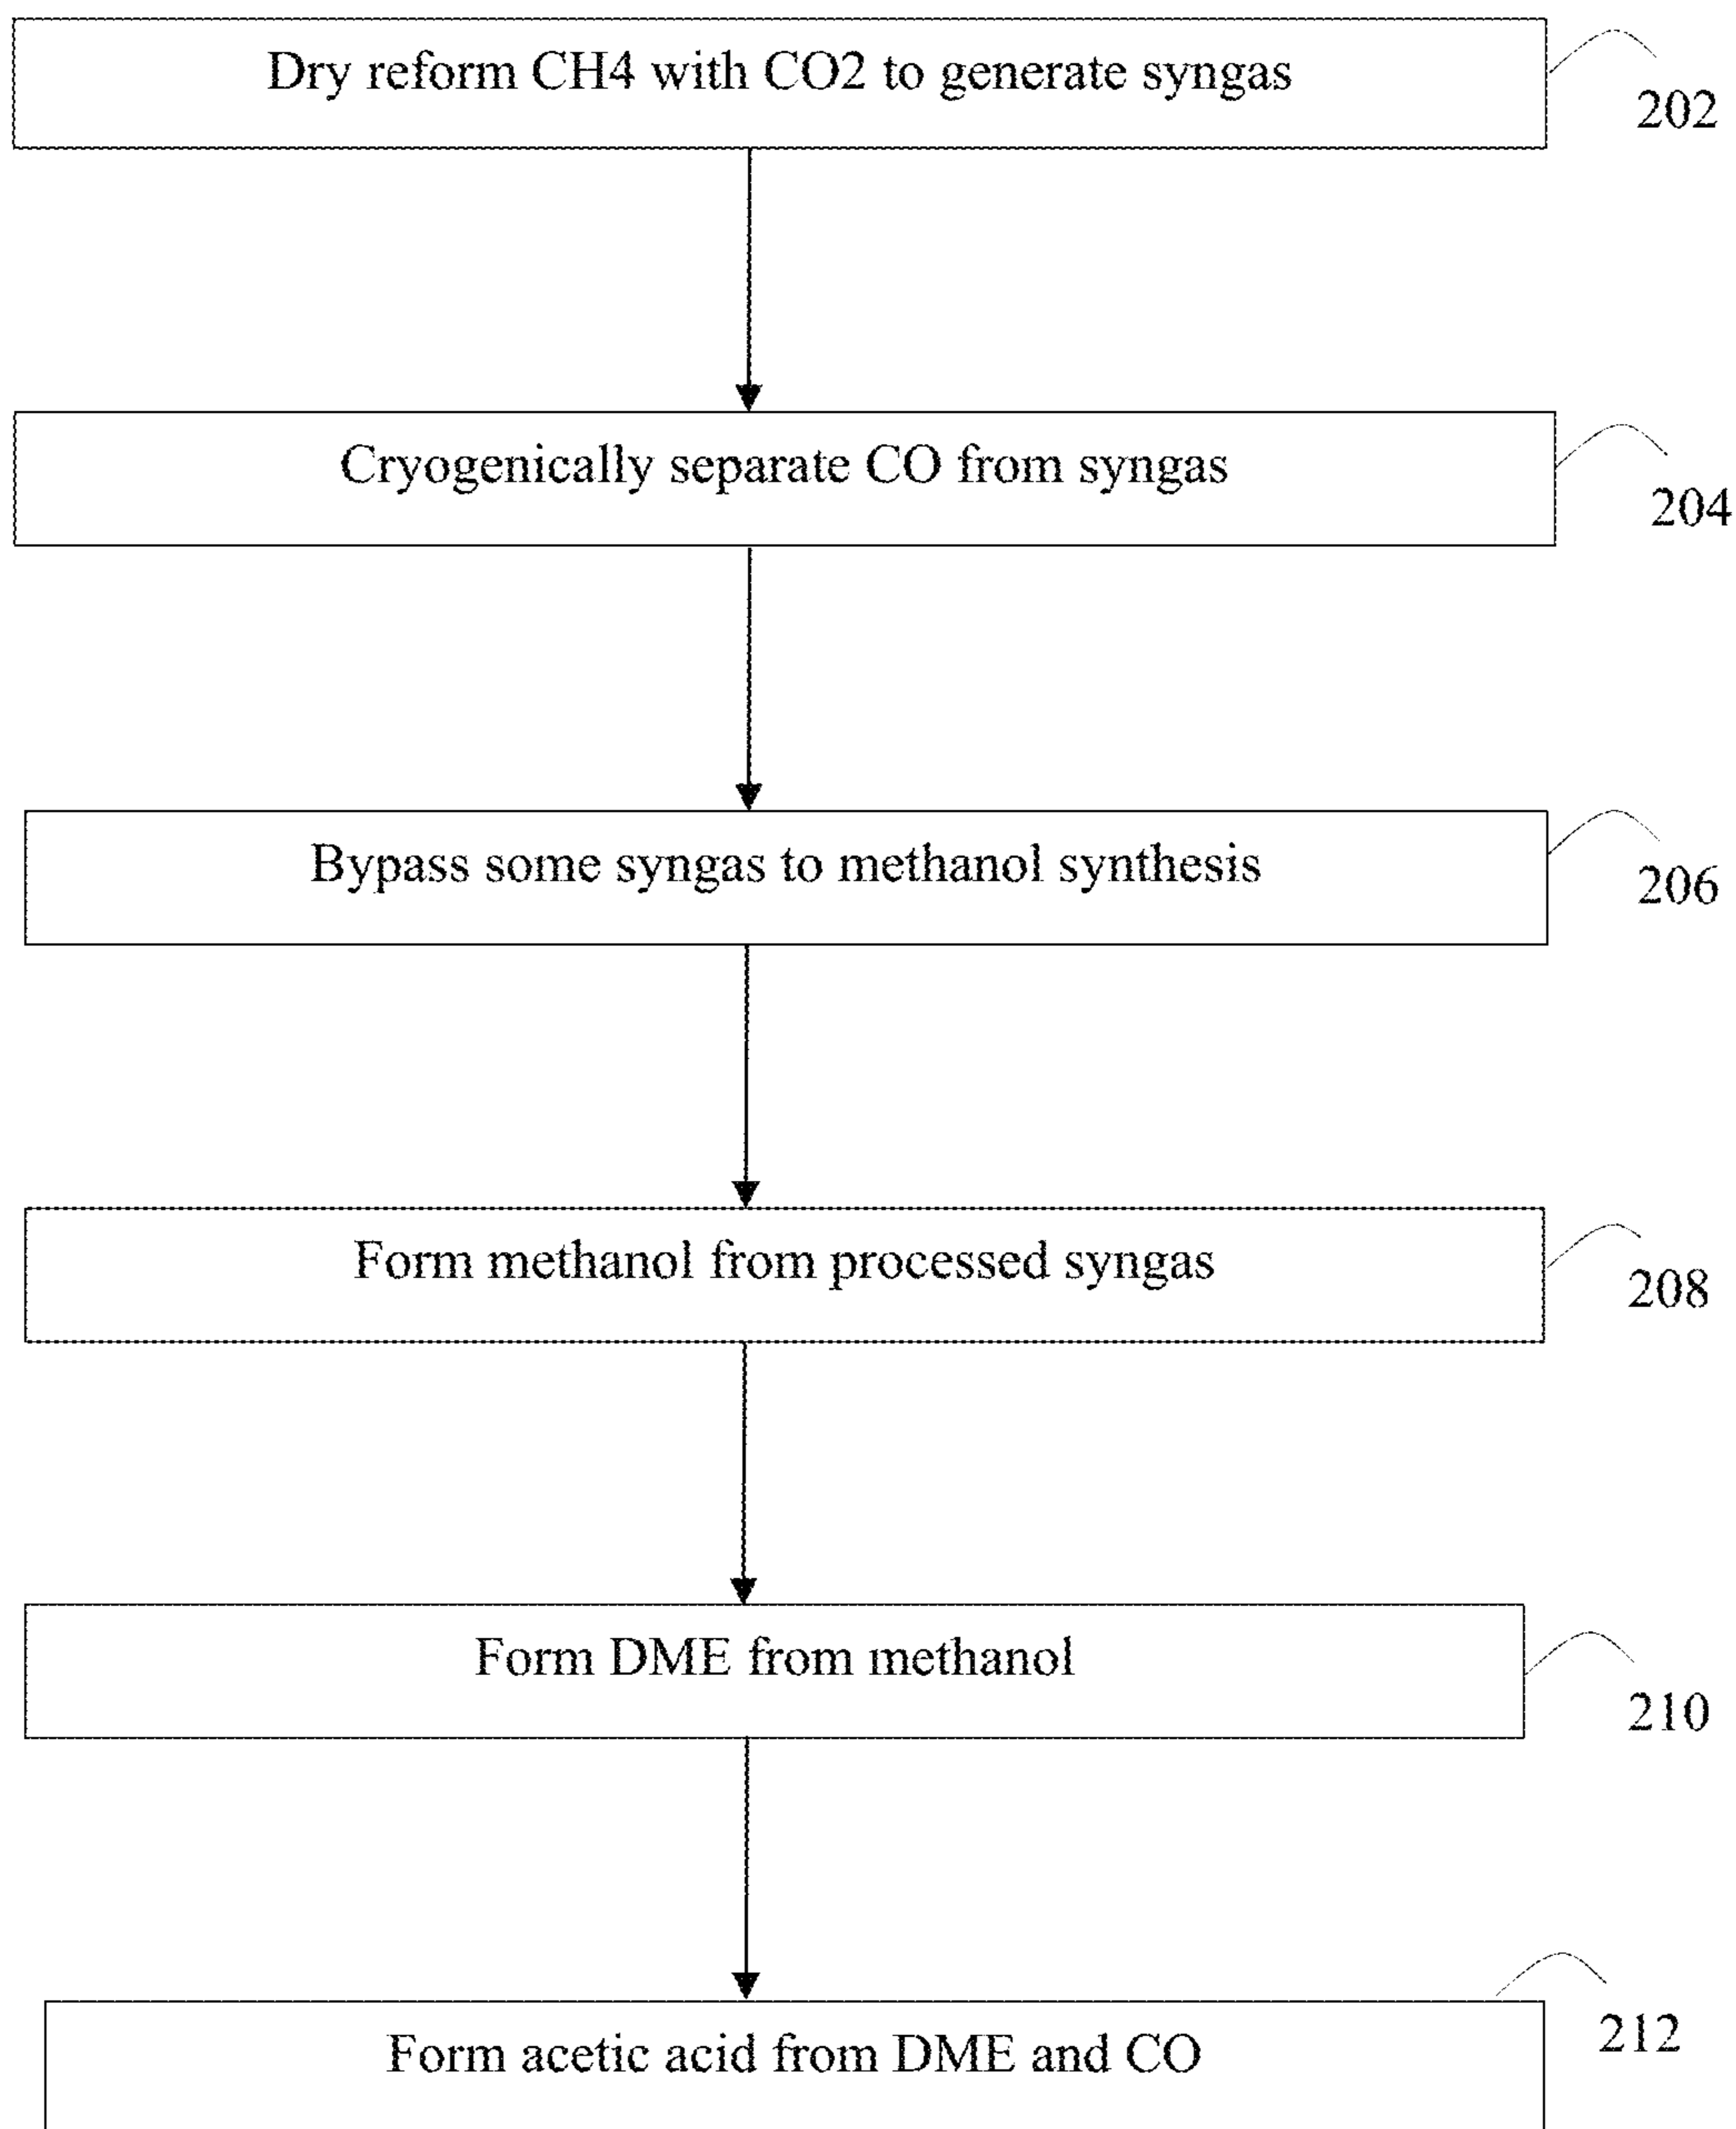 Dry reform CH4 with CO2 to generate syngas
202
Cryogenically separate CO from syngas
204
Bypass some syngas to methanol synthesis
206
Form methanol from processed syngas
208
Form DME from methanol
210
Form acetic acid from DME and CO
212